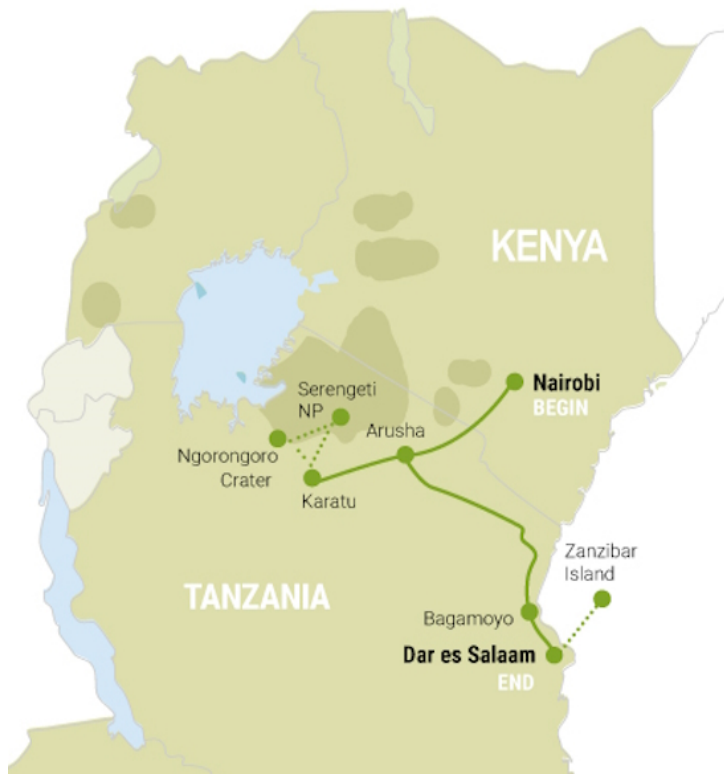 KENYA
Nairobi
BEGIN
Serengeti
NP
Arusha
Ngorongoro
Crater
Karatu
Zanzibar
Island
TANZANIA
Bagamoyo
Dar es Salaam
END